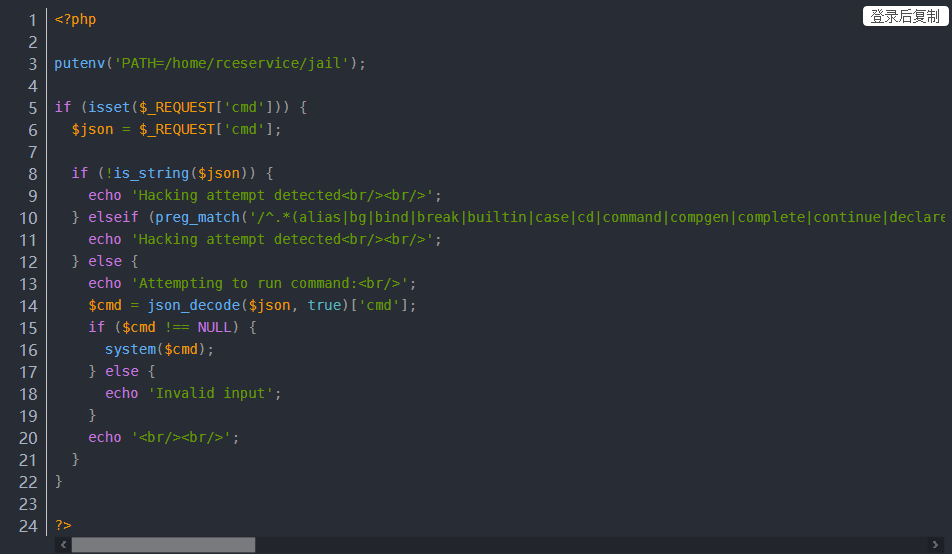 登录后复制
1 <?php
2
3 putenv('PATH=/home/rceservice/jail');
4
5 if (isset($_REQUEST['cmd'])) {
6   $json = $_REQUEST['cmd'];
7
8   if (!is_string($json)) {
9     echo 'Hacking attempt detected<br/><br/>';
10   } elseif (preg_match('/^.*(alias|bg|bind|break|builtin|case|cd|command|compgen|complete|continue|declare
11     echo 'Hacking attempt detected<br/><br/>';
12   } else {
13     echo 'Attempting to run command:<br/>';
14     $cmd = json_decode($json, true)['cmd'];
15     if ($cmd !== NULL) {
16       system($cmd);
17     } else {
18       echo 'Invalid input';
19     }
20     echo '<br/><br/>';
21   }
22 }
23
24 ?>